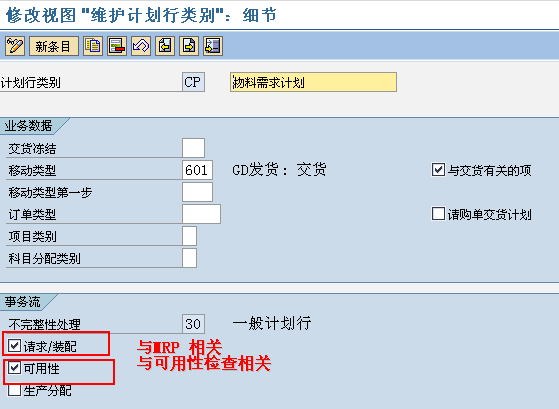 修改视图 "维护计划行类别": 细节
新条目
计划行类别 CP 物料需求计划
业务数据
交货冻结
移动类型 601 GD发货: 交货 与交货有关的项
移动类型第一步
订单类型 请购单交货计划
项目类别
科目分配类别
事务流
不完整性处理 30 一般计划行
请求/装配 与MRP 相关
可用性 与可用性检查相关
生产分配